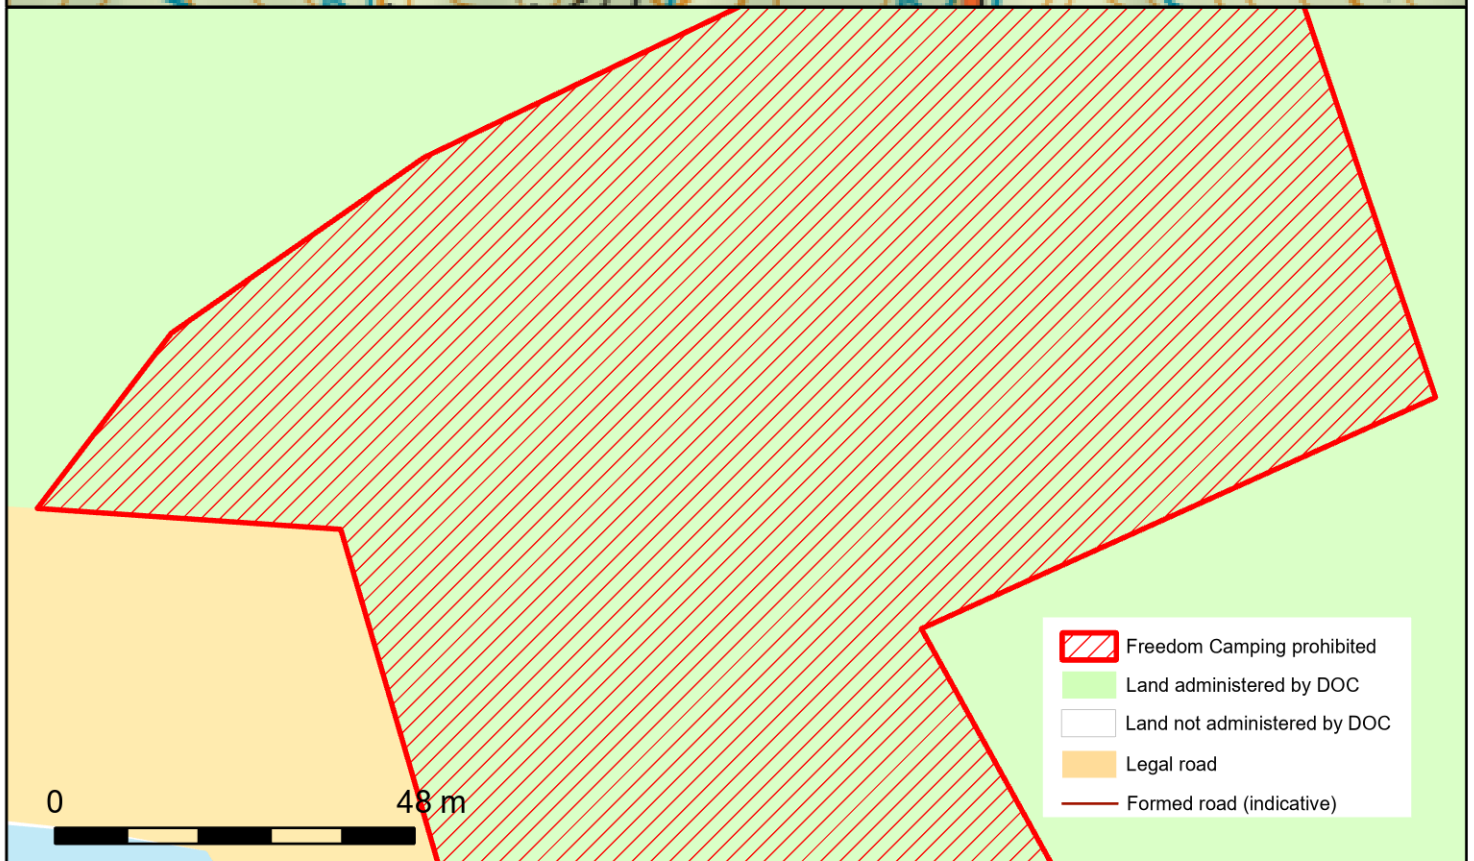 Freedom Camping prohibited
Land administered by DOC
Land not administered by DOC
Legal road
Formed road (indicative)
0 48 m